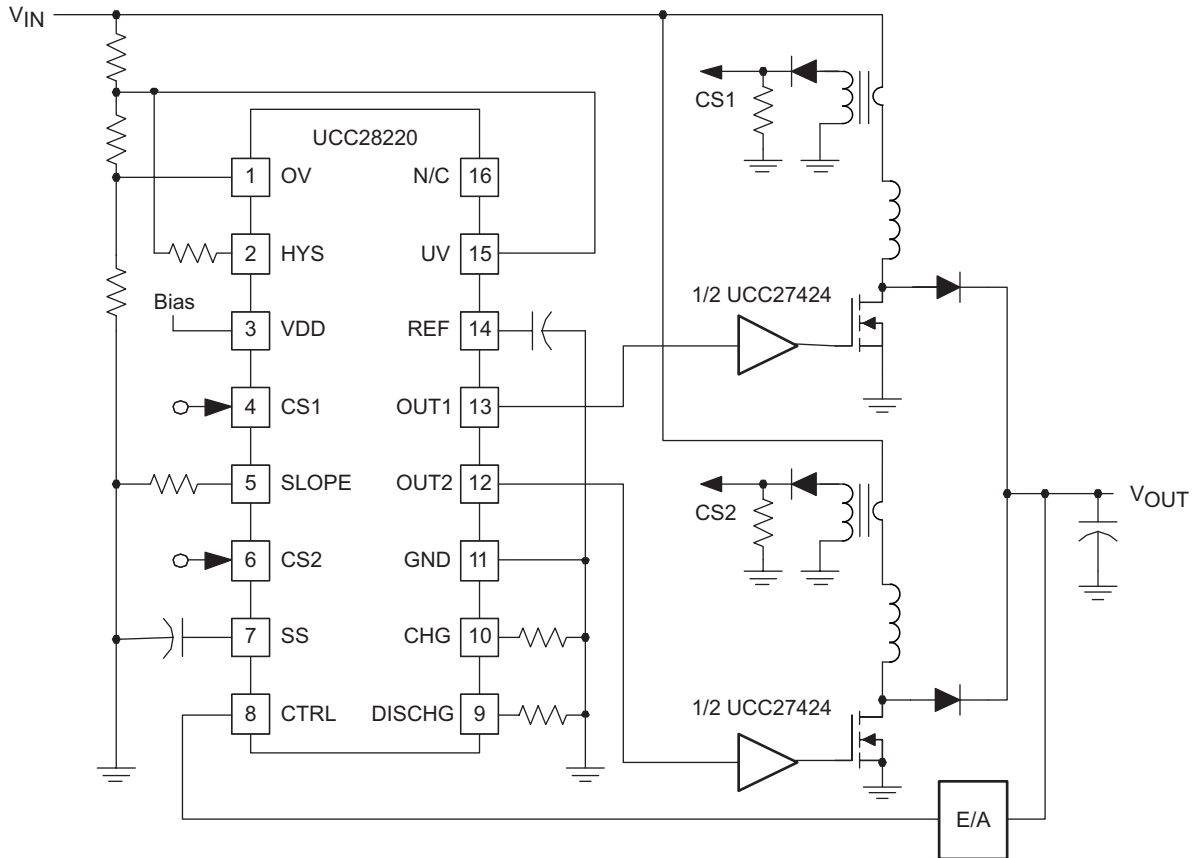 VIN
CS1
UCC28220
1 OV N/C 16
2 HYS UV 15
Bias
1/2 UCC27424
3 VDD REF 14
4 CS1 OUT1 13
5 SLOPE OUT2 12
CS2
VOUT
6 CS2 GND 11
7 SS CHG 10
8 CTRL DISCHG 9
1/2 UCC27424
E/A